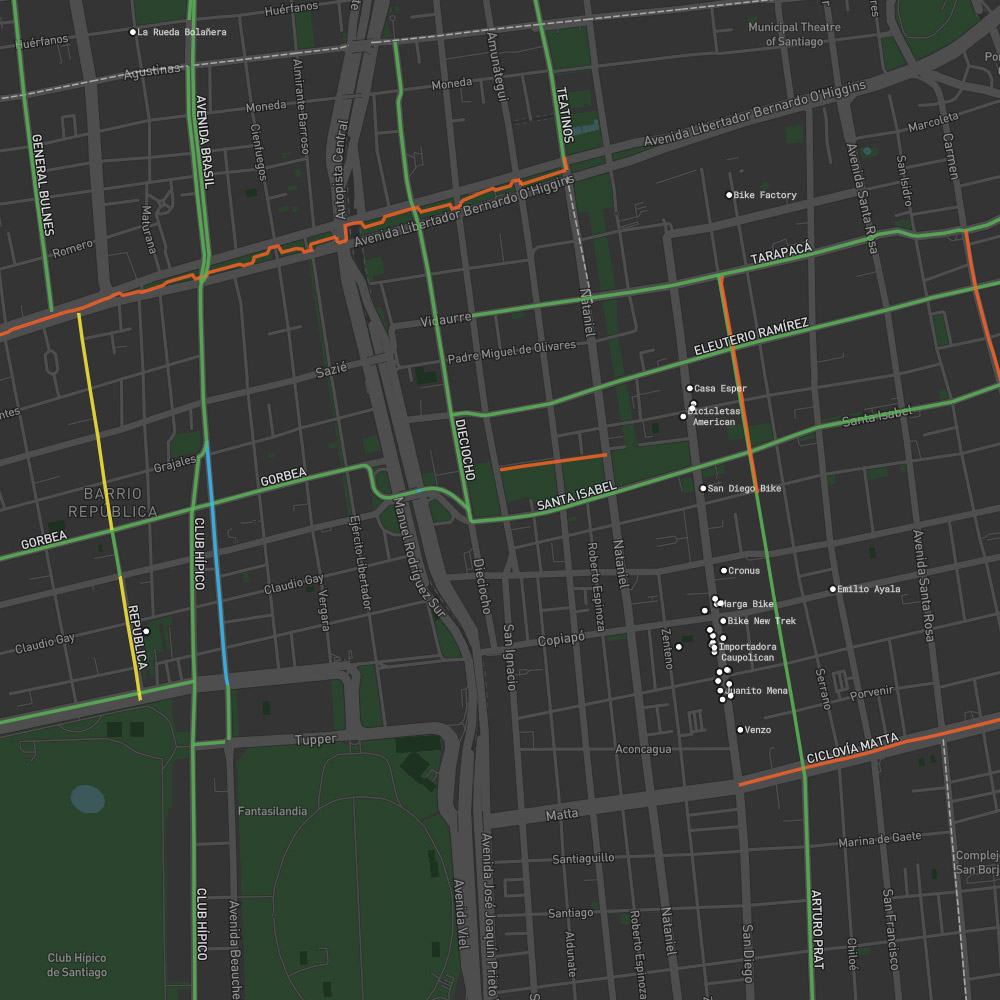 Huérfanos
Huérfanos
La Rueda Bolañera
Municipal Theatre
of Santiago
Agustinas
Amunátegui
Moneda
Moneda
Almirante Barroso
Cienfuegos
AVENIDA BRASIL
TEATINOS
Avenida Libertador Bernardo O'Higgins
Marcoleta
Carmen
GENERAL BULNES
Autopista Central
Avenida Santa Rosa
San Isidro
Bike Factory
Maturana
Romero
Avenida Libertador Bernardo O'Higgins
TARAPACÁ
Nataniel
Vidaurre
ELEUTERIO RAMÍREZ
Padre Miguel de Olivares
Sazié
Casa Esper
Bicicletas
American
Santa Isabel
DIECIOCHO
Grajales
GORBEA
BARRIO
REPÚBLICA
SANTA ISABEL
San Diego Bike
GORBEA
CLUB HÍPICO
Manuel Rodríguez Sur
Ejército Libertador
Dieciocho
Roberto Espinoza
Nataniel
Avenida Santa Rosa
Cronus
Claudio Gay
Vergara
Emilio Ayala
Marga Bike
REPÚBLICA
Bike New Trek
Claudio Gay
San Ignacio
Copiapó
Zenteno
Importadora
Caupolican
Serrano
Porvenir
Juanito Mena
Venzo
Tupper
Aconcagua
CICLOVÍA MATTA
Fantasilandia
Matta
Marina de Gaete
Santiaguillo
Complejo
San Borja
CLUB HÍPICO
Avenida Beauchef
Avenida Viel
Avenida José Joaquín Prieto
Santiago
Aldunate
Roberto Espinoza
Nataniel
San Diego
ARTURO PRAT
Chiloé
San Francisco
Club Hípico
de Santiago